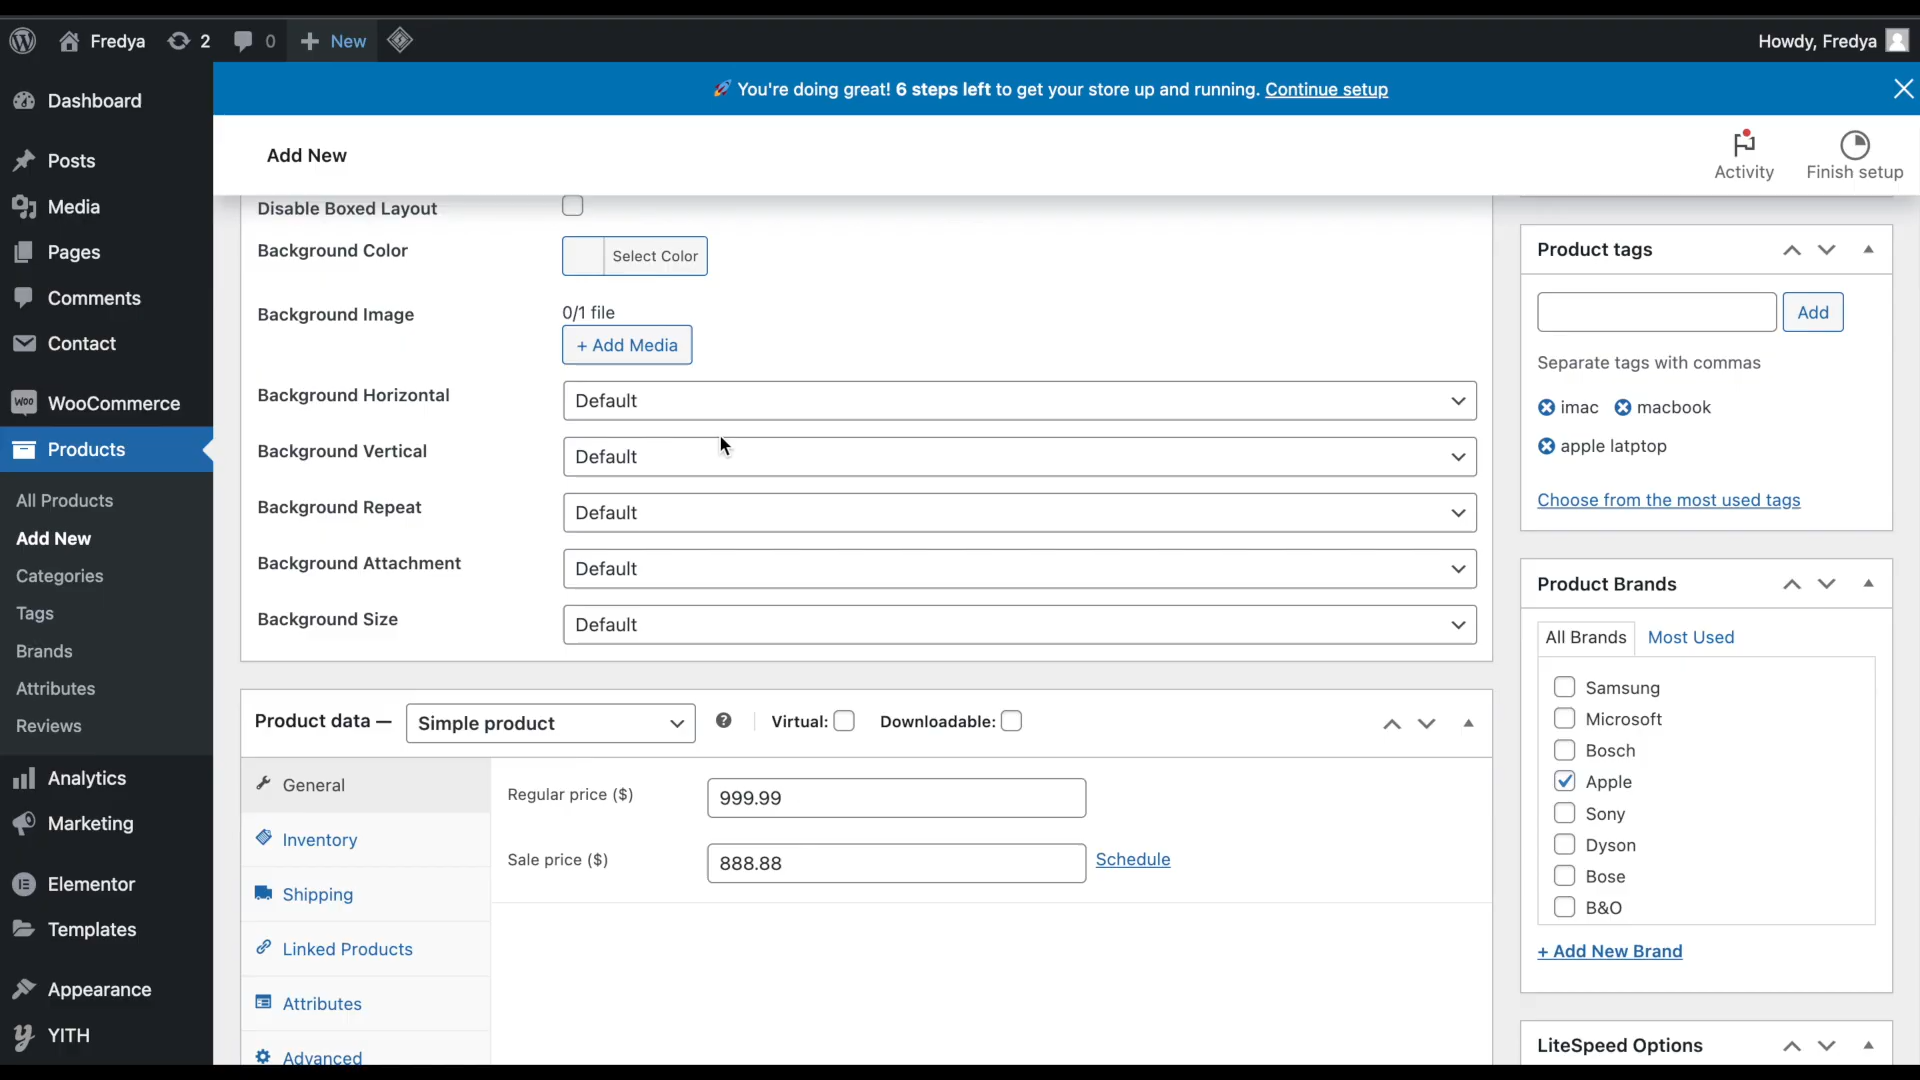 Fredya 2 0 + New Howdy, Fredya
🚀 You're doing great! 6 steps left to get your store up and running. Continue setup
Add New
Activity
Finish setup
Dashboard
Posts
Media
Pages
Comments
Contact
WooCommerce
Products
All Products
Add New
Categories
Tags
Brands
Attributes
Reviews
Analytics
Marketing
Elementor
Templates
Appearance
YITH
Disable Boxed Layout
Background Color Select Color
Background Image 0/1 file
+ Add Media
Background Horizontal Default
Background Vertical Default
Background Repeat Default
Background Attachment Default
Background Size Default
Product data — Simple product Virtual: Downloadable:
General
Inventory
Shipping
Linked Products
Attributes
Advanced
Regular price ($) 999.99
Sale price ($) 888.88 Schedule
Product tags
Add
Separate tags with commas
imac macbook
apple latptop
Choose from the most used tags
Product Brands
All Brands Most Used
Samsung
Microsoft
Bosch
Apple
Sony
Dyson
Bose
B&O
+ Add New Brand
LiteSpeed Options